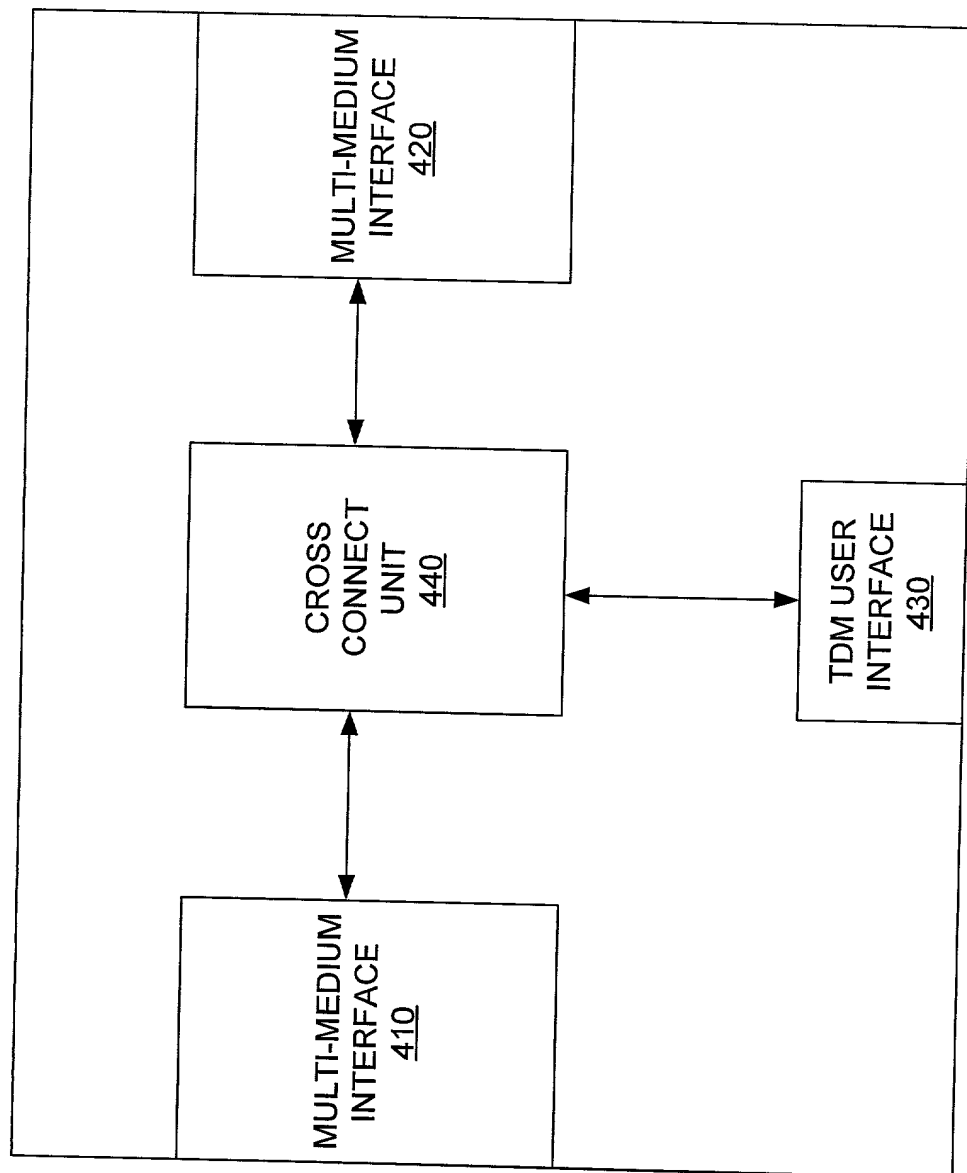 MULTI-MEDIUM
INTERFACE
410
CROSS
CONNECT
UNIT
440
MULTI-MEDIUM
INTERFACE
420
TDM USER
INTERFACE
430